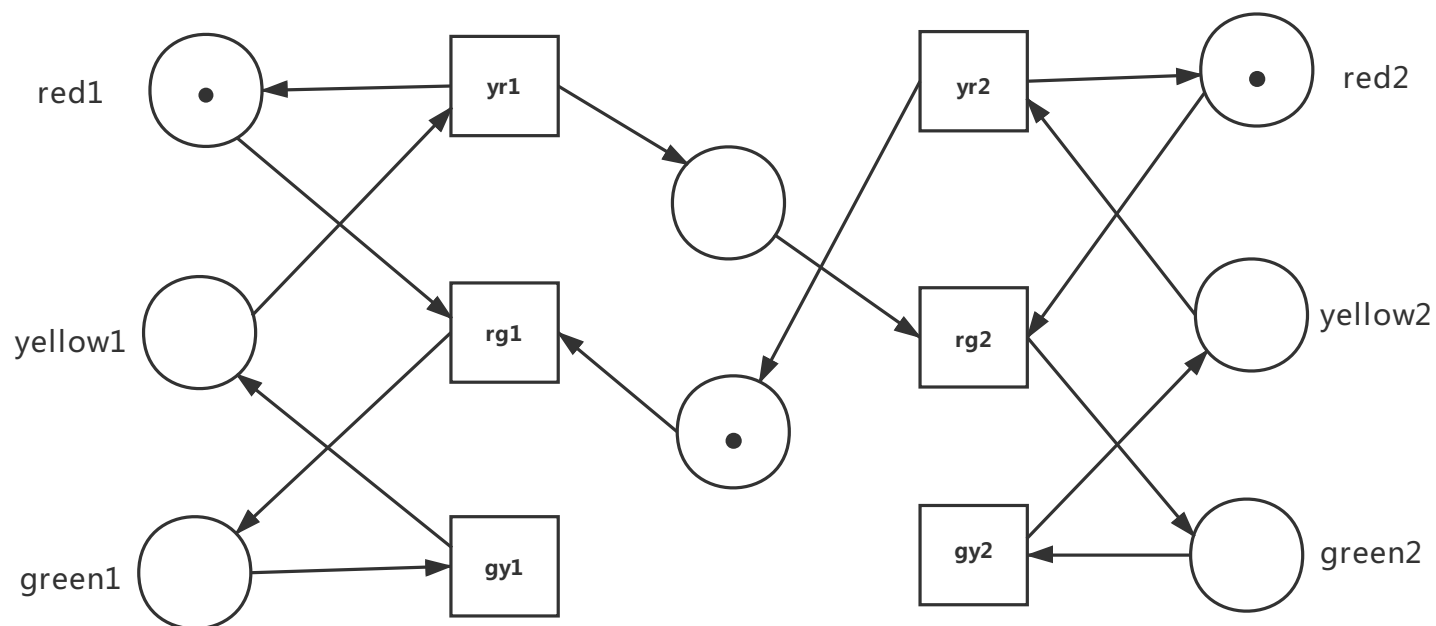 red1
yr1
yr2
red2
yellow1
rg1
rg2
yellow2
green1
gy1
gy2
green2